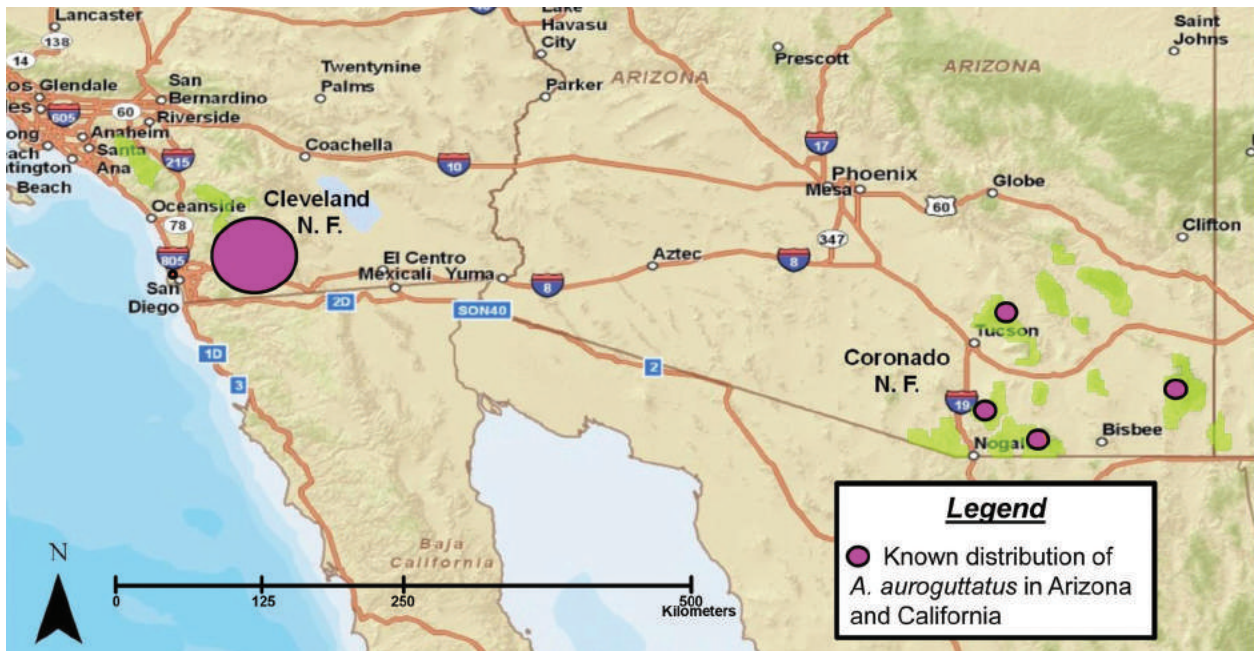 Lancaster
138
14
Glendale
San
Bernardino
Riverside
60
605
Anaheim
Santa
Ana
215
Beach
Oceanside
78
805
San
Diego
Twentynine
Palms
Coachella
Cleveland
N. F.
El Centro
Mexicali
Yuma
2D
1D
3
Lake
Havasu
City
Parker
10
ARIZONA
Prescott
ARIZONA
Saint
Johns
17
Phoenix
Mesa
60
Globe
Clifton
347
8
Aztec
8
SON40
2
Tucson
Coronado
N. F.
19
Nogal
Bisbee
Baja
California
N
0
125
250
500
Kilometers
Legend
Known distribution of
A. auroguttatus in Arizona
and California